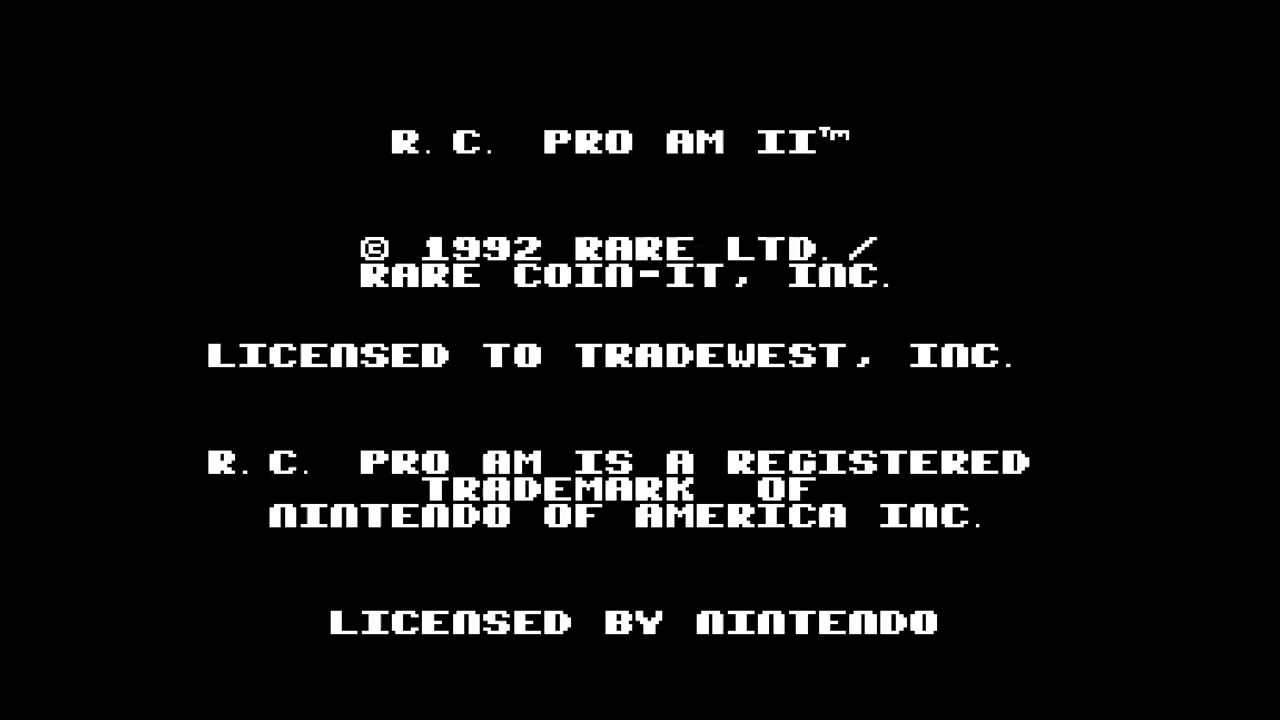 R.C. PRO AM II™
© 1992 RARE LTD./
RARE COIN-IT, INC.
LICENSED TO TRADEWEST, INC.
R.C. PRO AM IS A REGISTERED
TRADEMARK OF
NINTENDO OF AMERICA INC.
LICENSED BY NINTENDO